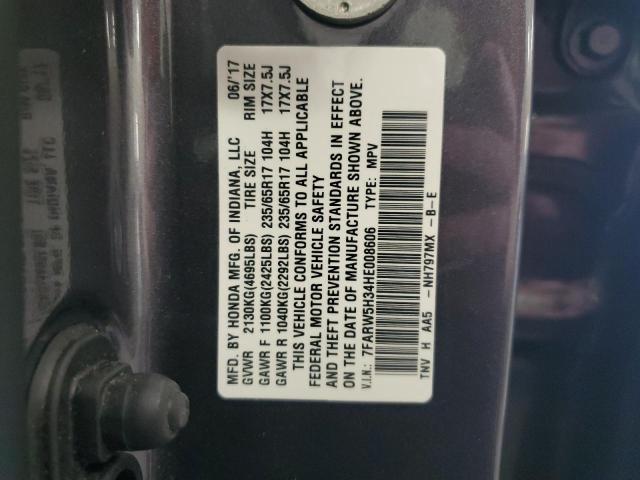 MFD. BY HONDA MFG. OF INDIANA, LLC 06/'17
GVWR 2130KG(4695LBS) TIRE SIZE RIM SIZE
GAWR F 1100KG(2425LBS) 235/65R17 104H 17X7.5J
GAWR R 1040KG(2292LBS) 235/65R17 104H 17X7.5J
THIS VEHICLE CONFORMS TO ALL APPLICABLE
FEDERAL MOTOR VEHICLE SAFETY
AND THEFT PREVENTION STANDARDS IN EFFECT
ON THE DATE OF MANUFACTURE SHOWN ABOVE.
V.I.N.: 7FARW5H34HE008606 TYPE: MPV
TNV H AA5 -NH797MX -B-E